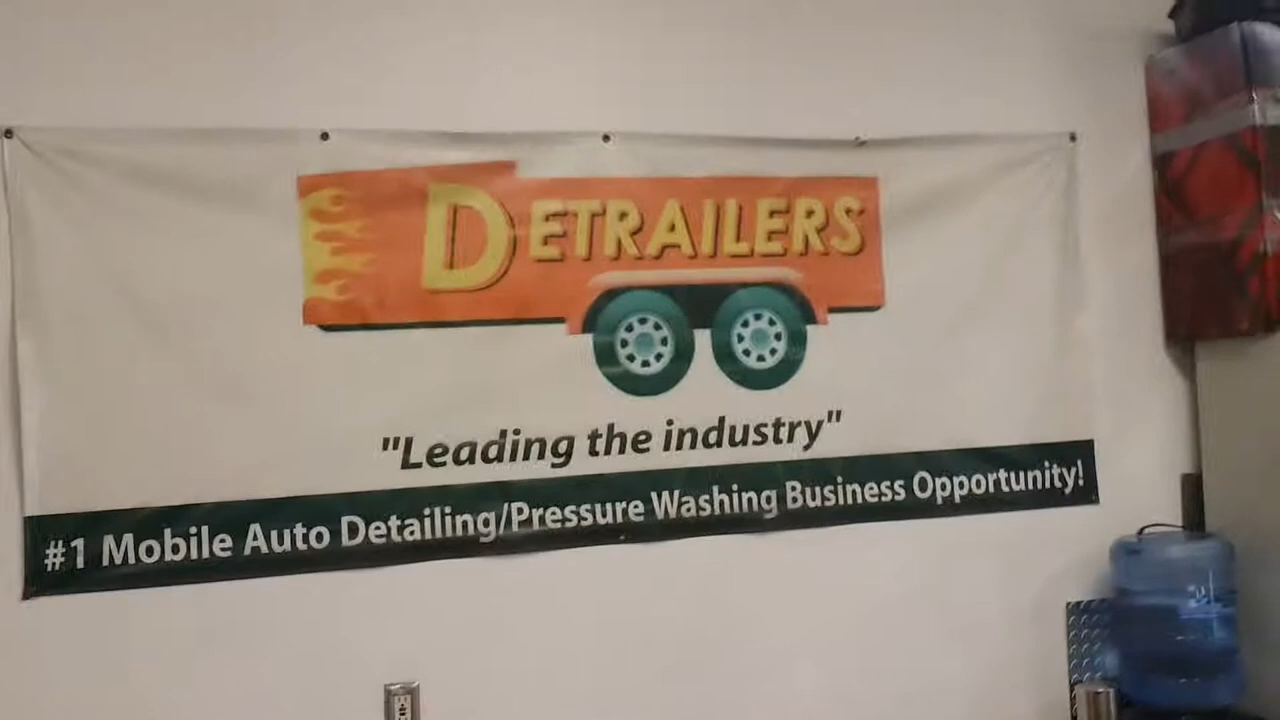 DETRAILERS
"Leading the industry"
#1 Mobile Auto Detailing/Pressure Washing Business Opportunity!